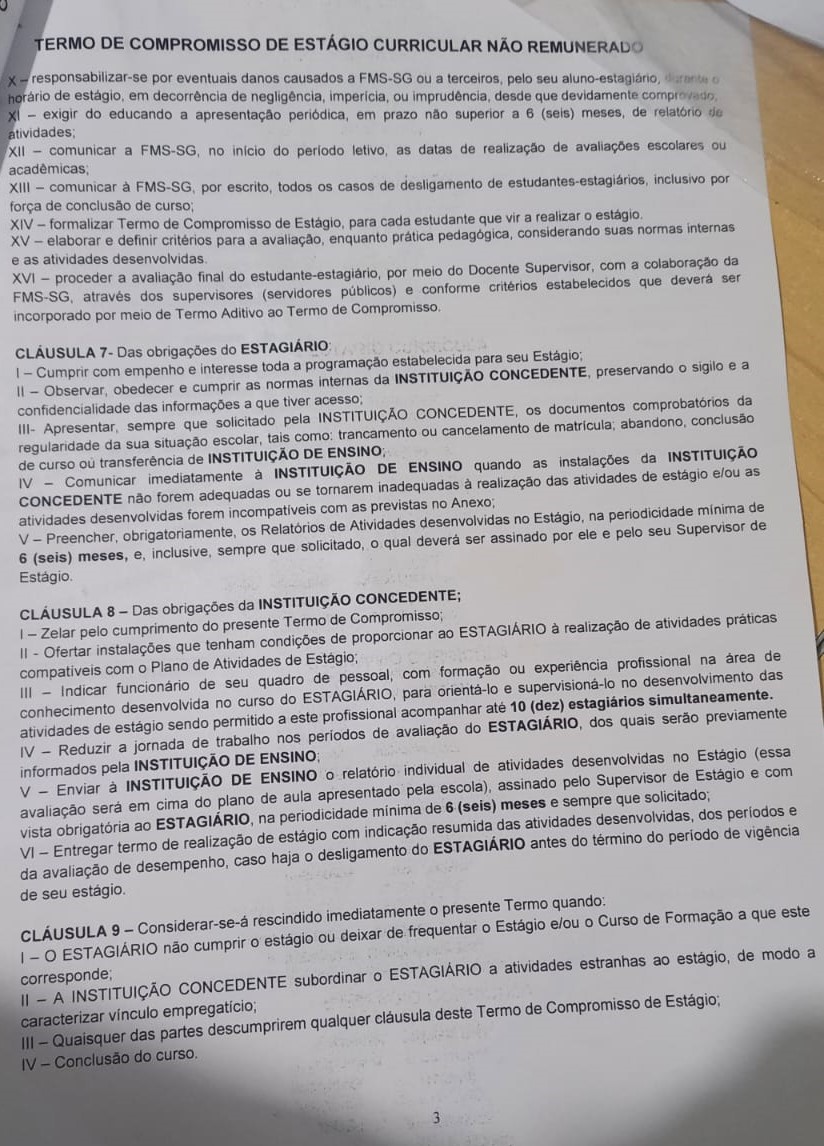 TERMO DE COMPROMISSO DE ESTÁGIO CURRICULAR NÃO REMUNERADO
X – responsabilizar-se por eventuais danos causados a FMS-SG ou a terceiros, pelo seu aluno-estagiário, durante o
horário de estágio, em decorrência de negligência, imperícia, ou imprudência, desde que devidamente comprovado;
XI – exigir do educando a apresentação periódica, em prazo não superior a 6 (seis) meses, de relatório de
atividades;
XII – comunicar a FMS-SG, no início do período letivo, as datas de realização de avaliações escolares ou
acadêmicas;
XIII – comunicar à FMS-SG, por escrito, todos os casos de desligamento de estudantes-estagiários, inclusivo por
força de conclusão de curso;
XIV – formalizar Termo de Compromisso de Estágio, para cada estudante que vir a realizar o estágio.
XV – elaborar e definir critérios para a avaliação, enquanto prática pedagógica, considerando suas normas internas
e as atividades desenvolvidas.
XVI – proceder a avaliação final do estudante-estagiário, por meio do Docente Supervisor, com a colaboração da
FMS-SG, através dos supervisores (servidores públicos) e conforme critérios estabelecidos que deverá ser
incorporado por meio de Termo Aditivo ao Termo de Compromisso.
CLÁUSULA 7- Das obrigações do ESTAGIÁRIO:
I – Cumprir com empenho e interesse toda a programação estabelecida para seu Estágio;
II – Observar, obedecer e cumprir as normas internas da INSTITUIÇÃO CONCEDENTE, preservando o sigilo e a
confidencialidade das informações a que tiver acesso;
III- Apresentar, sempre que solicitado pela INSTITUIÇÃO CONCEDENTE, os documentos comprobatórios da
regularidade da sua situação escolar, tais como: trancamento ou cancelamento de matrícula; abandono, conclusão
de curso ou transferência de INSTITUIÇÃO DE ENSINO;
IV – Comunicar imediatamente à INSTITUIÇÃO DE ENSINO quando as instalações da INSTITUIÇÃO
CONCEDENTE não forem adequadas ou se tornarem inadequadas à realização das atividades de estágio e/ou as
atividades desenvolvidas forem incompatíveis com as previstas no Anexo;
V – Preencher, obrigatoriamente, os Relatórios de Atividades desenvolvidas no Estágio, na periodicidade mínima de
6 (seis) meses, e, inclusive, sempre que solicitado, o qual deverá ser assinado por ele e pelo seu Supervisor de
Estágio.
CLÁUSULA 8 – Das obrigações da INSTITUIÇÃO CONCEDENTE;
I – Zelar pelo cumprimento do presente Termo de Compromisso;
II - Ofertar instalações que tenham condições de proporcionar ao ESTAGIÁRIO à realização de atividades práticas
compatíveis com o Plano de Atividades de Estágio;
III – Indicar funcionário de seu quadro de pessoal, com formação ou experiência profissional na área de
conhecimento desenvolvida no curso do ESTAGIÁRIO, para orientá-lo e supervisioná-lo no desenvolvimento das
atividades de estágio sendo permitido a este profissional acompanhar até 10 (dez) estagiários simultaneamente.
IV – Reduzir a jornada de trabalho nos períodos de avaliação do ESTAGIÁRIO, dos quais serão previamente
informados pela INSTITUIÇÃO DE ENSINO;
V – Enviar à INSTITUIÇÃO DE ENSINO o relatório individual de atividades desenvolvidas no Estágio (essa
avaliação será em cima do plano de aula apresentado pela escola), assinado pelo Supervisor de Estágio e com
vista obrigatória ao ESTAGIÁRIO, na periodicidade mínima de 6 (seis) meses e sempre que solicitado;
VI – Entregar termo de realização de estágio com indicação resumida das atividades desenvolvidas, dos períodos e
da avaliação de desempenho, caso haja o desligamento do ESTAGIÁRIO antes do término do período de vigência
de seu estágio.
CLÁUSULA 9 – Considerar-se-á rescindido imediatamente o presente Termo quando:
I – O ESTAGIÁRIO não cumprir o estágio ou deixar de frequentar o Estágio e/ou o Curso de Formação a que este
corresponde;
II – A INSTITUIÇÃO CONCEDENTE subordinar o ESTAGIÁRIO a atividades estranhas ao estágio, de modo a
caracterizar vínculo empregatício;
III – Quaisquer das partes descumprirem qualquer cláusula deste Termo de Compromisso de Estágio;
IV – Conclusão do curso.
3